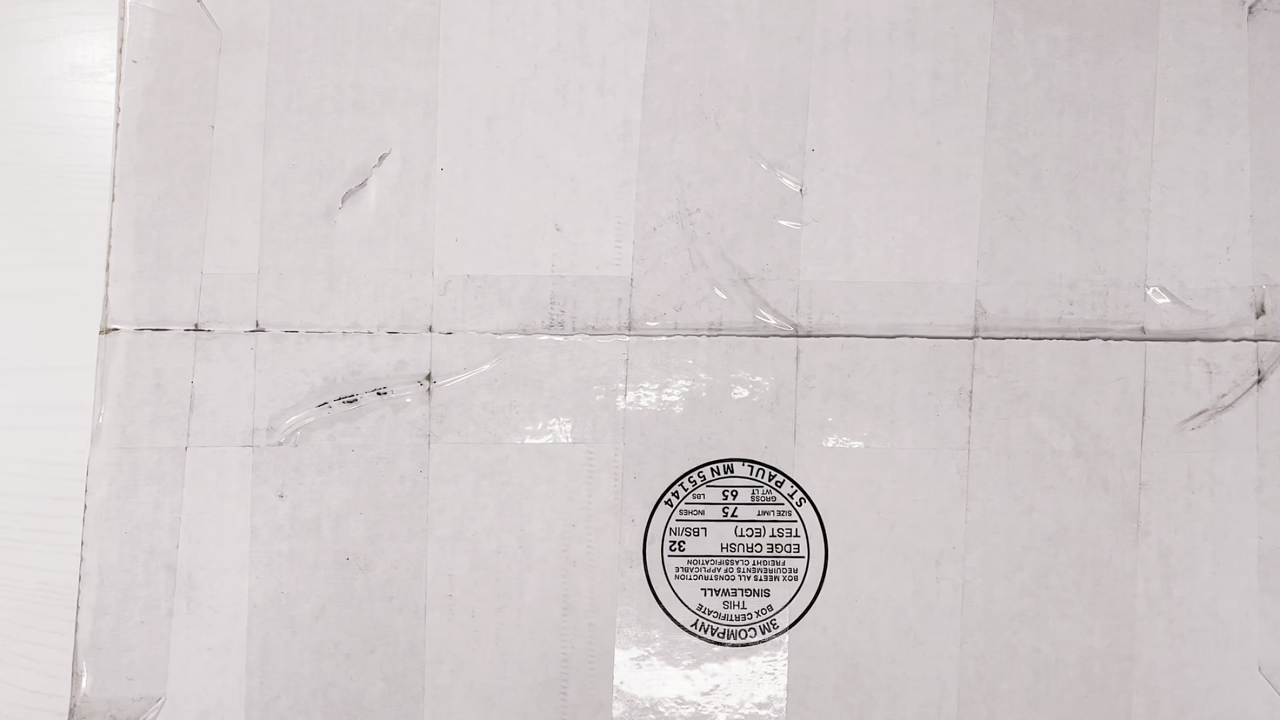 3M COMPANY
BOX CERTIFICATE
THIS
SINGLEWALL
BOX MEETS ALL CONSTRUCTION
REQUIREMENTS OF APPLICABLE
FREIGHT CLASSIFICATION
EDGE CRUSH 32
TEST (ECT) LBS/IN
SIZE LIMIT 75 INCHES
GROSS WT LT 65 LBS
ST. PAUL, MN 55144